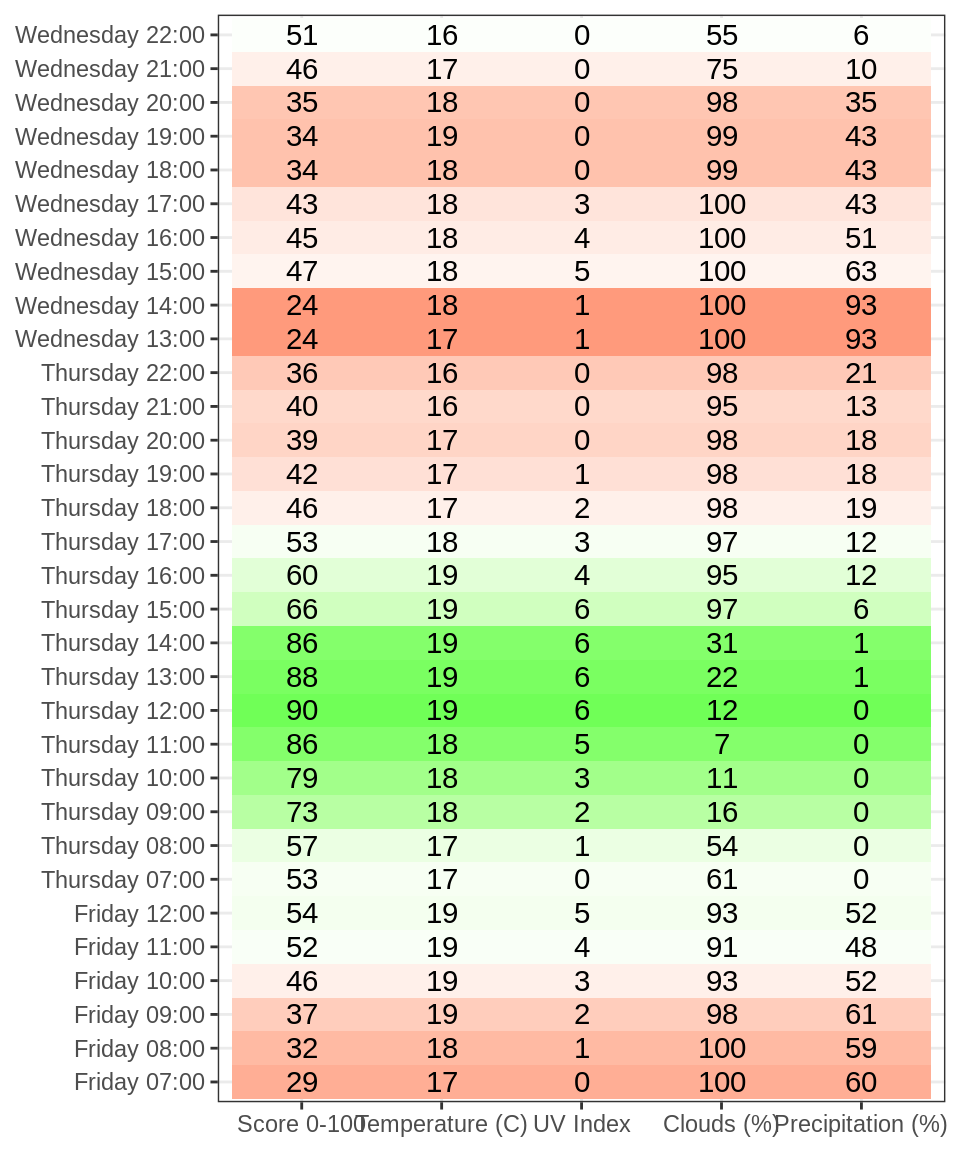 Wednesday 22:00 51 16 0 55 6
Wednesday 21:00 46 17 0 75 10
Wednesday 20:00 35 18 0 98 35
Wednesday 19:00 34 19 0 99 43
Wednesday 18:00 34 18 0 99 43
Wednesday 17:00 43 18 3 100 43
Wednesday 16:00 45 18 4 100 51
Wednesday 15:00 47 18 5 100 63
Wednesday 14:00 24 18 1 100 93
Wednesday 13:00 24 17 1 100 93
Thursday 22:00 36 16 0 98 21
Thursday 21:00 40 16 0 95 13
Thursday 20:00 39 17 0 98 18
Thursday 19:00 42 17 1 98 18
Thursday 18:00 46 17 2 98 19
Thursday 17:00 53 18 3 97 12
Thursday 16:00 60 19 4 95 12
Thursday 15:00 66 19 6 97 6
Thursday 14:00 86 19 6 31 1
Thursday 13:00 88 19 6 22 1
Thursday 12:00 90 19 6 12 0
Thursday 11:00 86 18 5 7 0
Thursday 10:00 79 18 3 11 0
Thursday 09:00 73 18 2 16 0
Thursday 08:00 57 17 1 54 0
Thursday 07:00 53 17 0 61 0
Friday 12:00 54 19 5 93 52
Friday 11:00 52 19 4 91 48
Friday 10:00 46 19 3 93 52
Friday 09:00 37 19 2 98 61
Friday 08:00 32 18 1 100 59
Friday 07:00 29 17 0 100 60
Score 0-100 Temperature (C) UV Index Clouds (%) Precipitation (%)